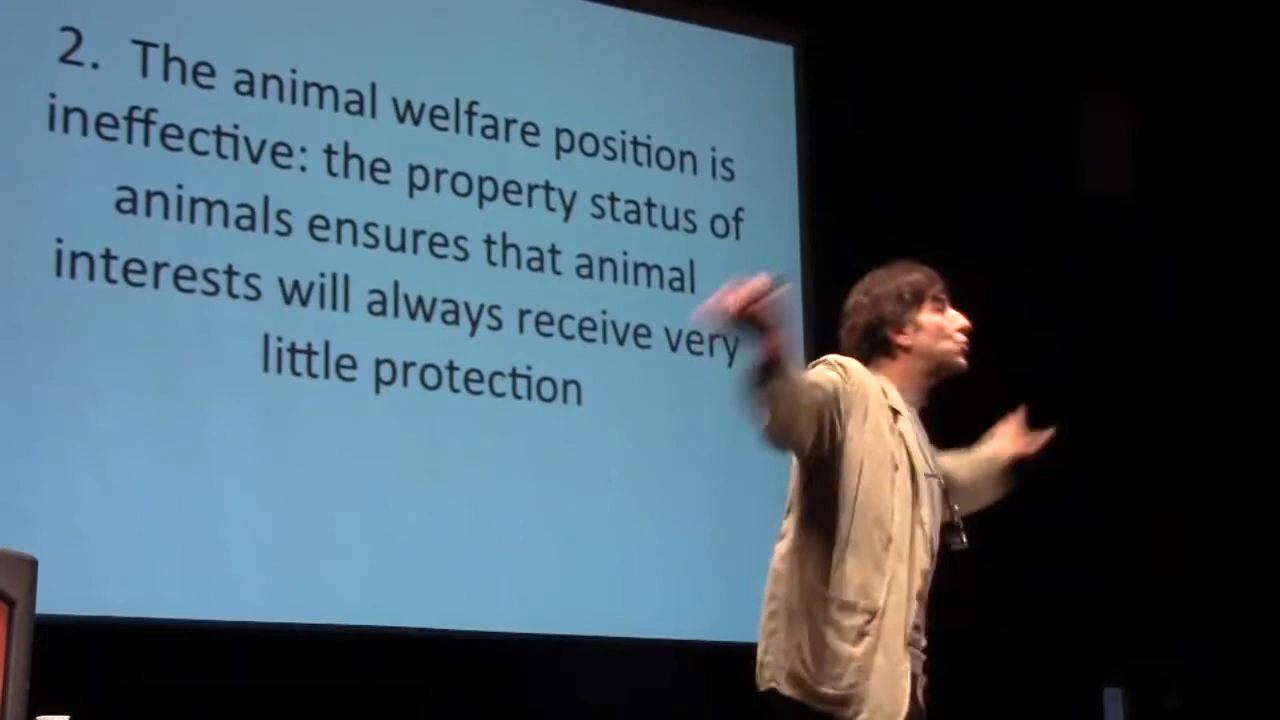 2. The animal welfare position is
ineffective: the property status of
animals ensures that animal
interests will always receive very
little protection